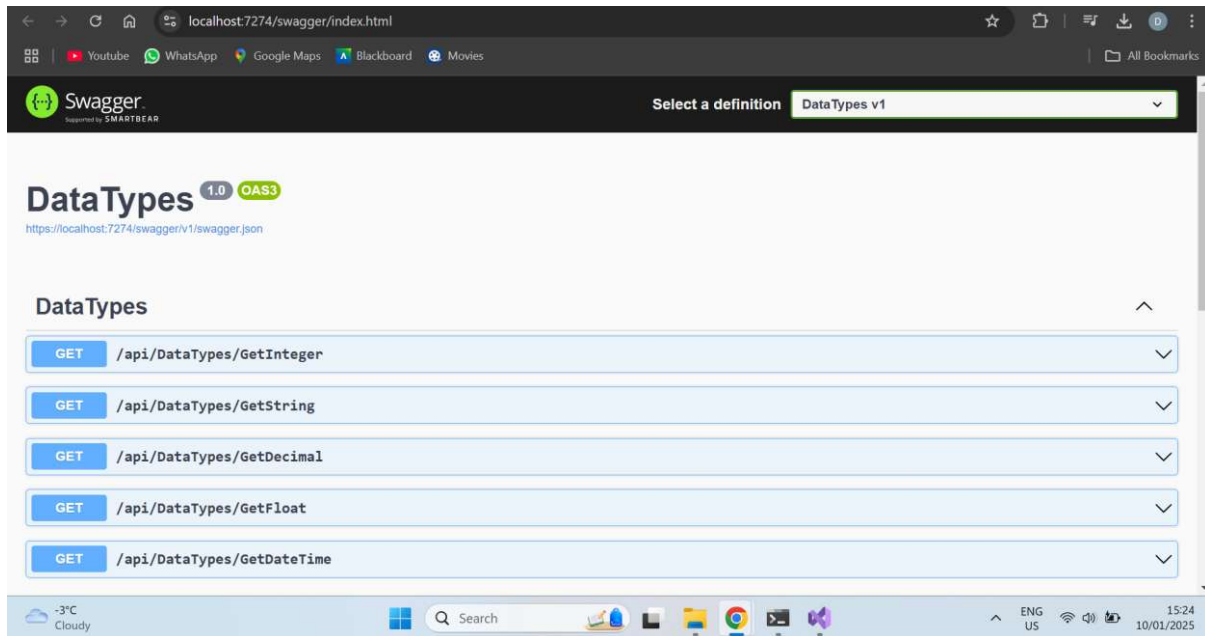 localhost:7274/swagger/index.html
D
Youtube WhatsApp Google Maps Blackboard Movies All Bookmarks
Swagger. Select a definition DataTypes v1
Supported by SMARTBEAR
DataTypes 1.0 OAS3
https://localhost:7274/swagger/v1/swagger.json
DataTypes
GET /api/DataTypes/GetInteger
GET /api/DataTypes/GetString
GET /api/DataTypes/GetDecimal
GET /api/DataTypes/GetFloat
GET /api/DataTypes/GetDateTime
-3°C
Cloudy
Search
ENG
US
15:24
10/01/2025